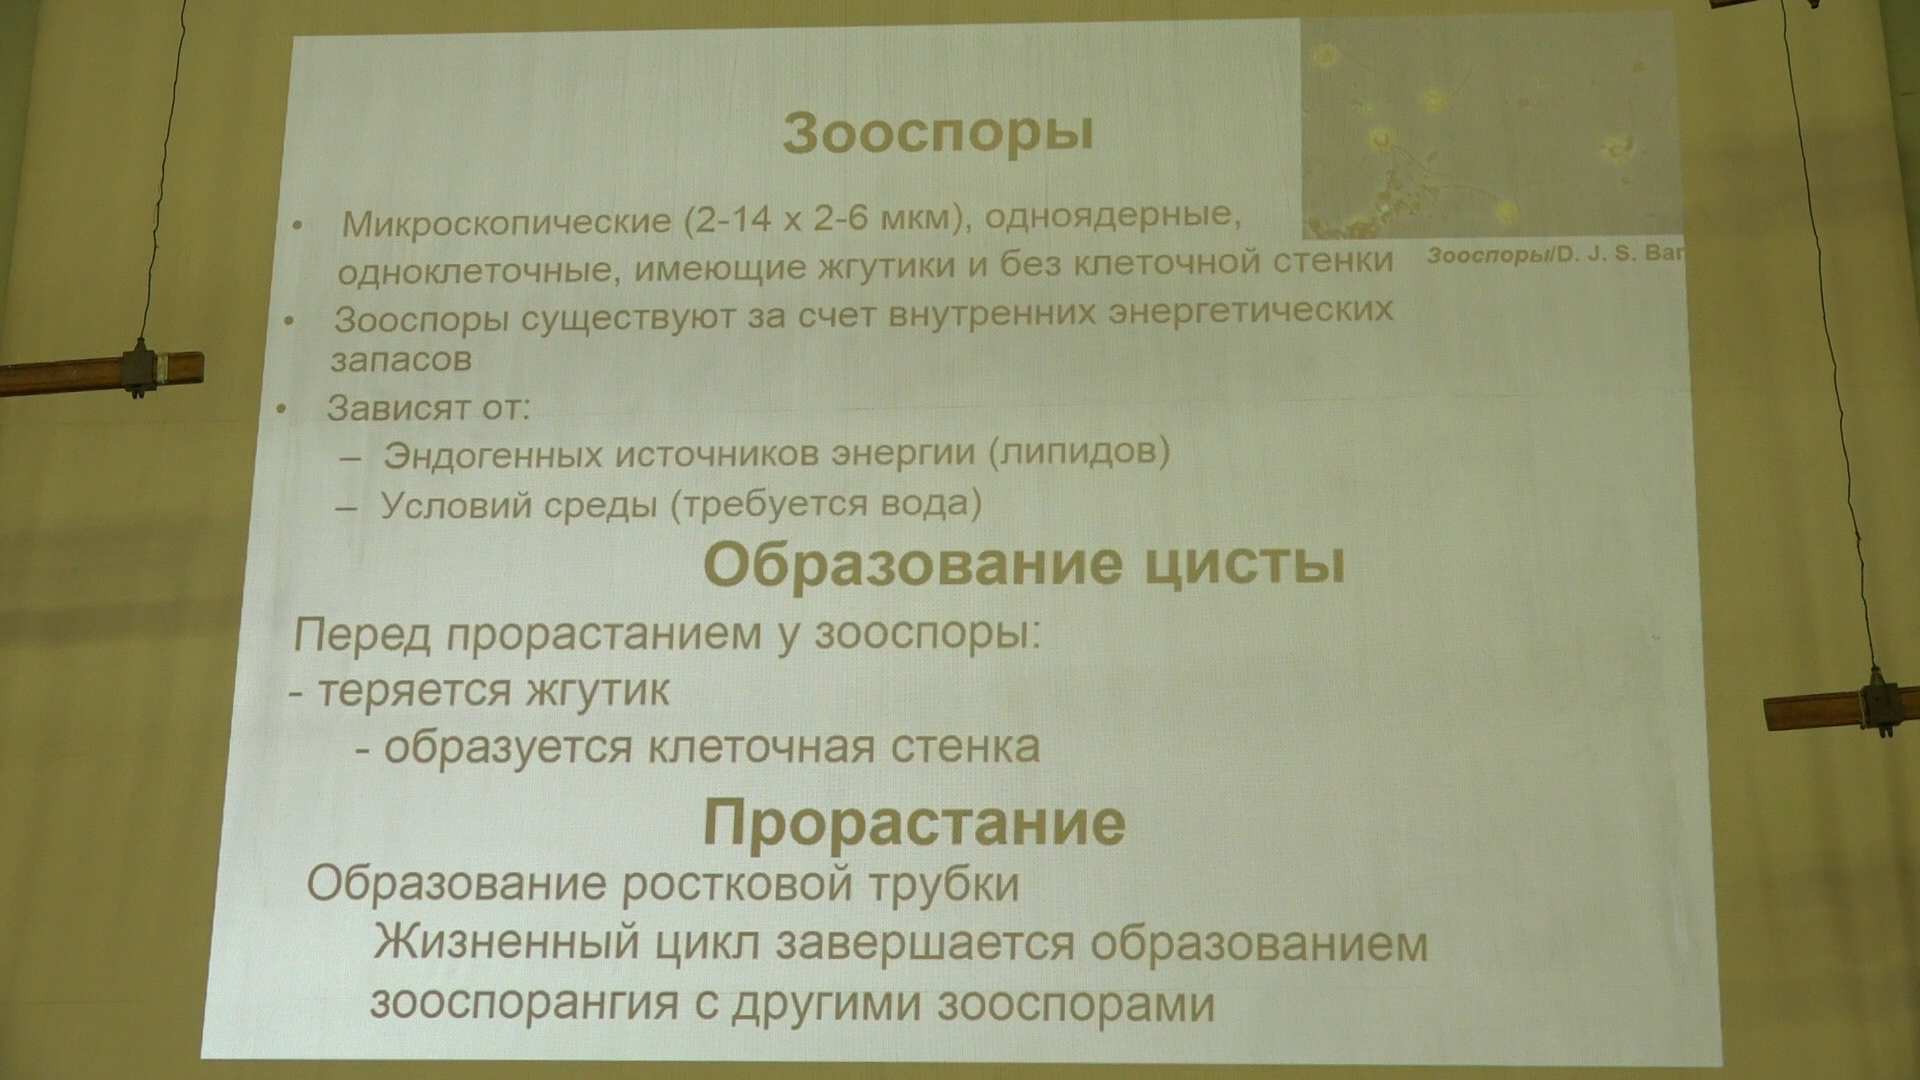 Зооспоры
• Микроскопические (2-14 х 2-6 мкм), одноядерные,
одноклеточные, имеющие жгутики и без клеточной стенки
Зооспоры/D. J. S. Bar
• Зооспоры существуют за счет внутренних энергетических
запасов
• Зависят от:
– Эндогенных источников энергии (липидов)
– Условий среды (требуется вода)
Образование цисты
Перед прорастанием у зооспоры:
- теряется жгутик
- образуется клеточная стенка
Прорастание
Образование ростковой трубки
Жизненный цикл завершается образованием
зооспорангия с другими зооспорами